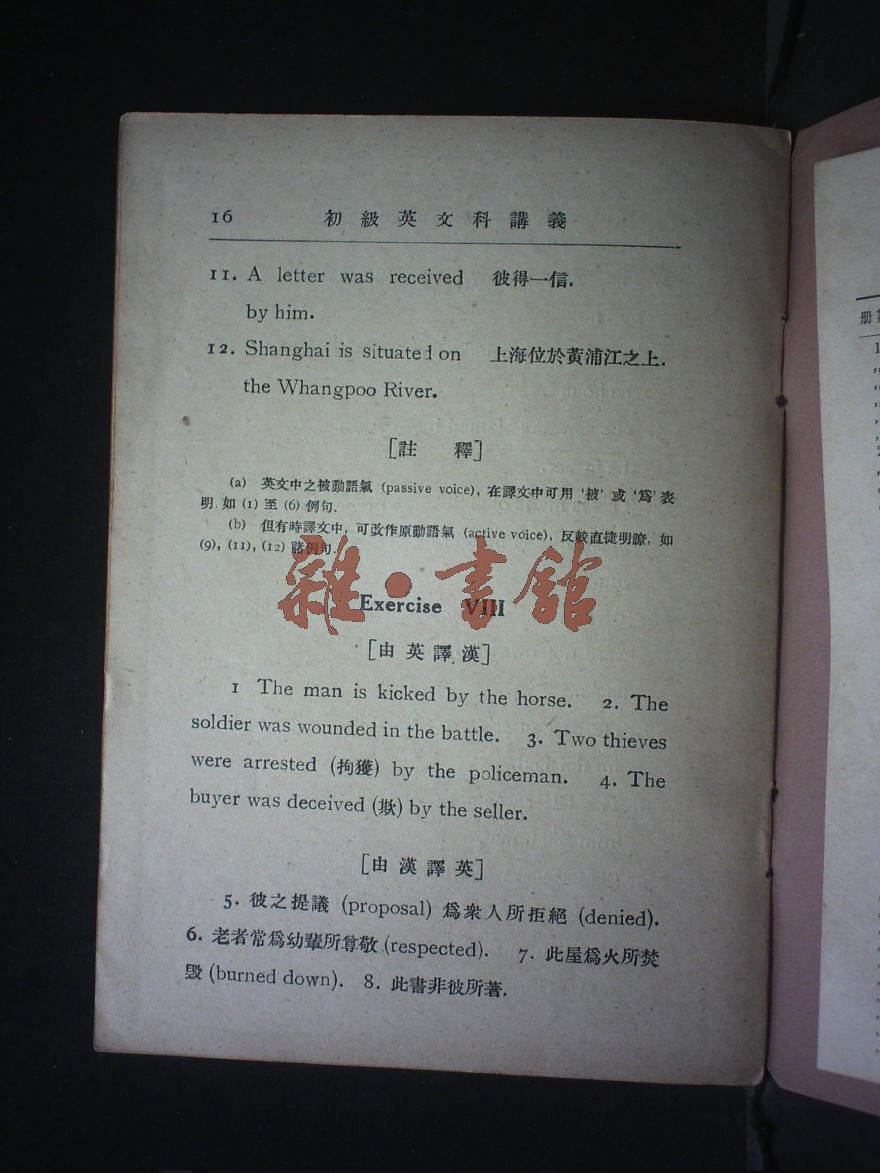 16 初級英文科講義
11. A letter was received 彼得一信.
by him.
12. Shanghai is situated on 上海位於黃浦江之上.
the Whangpoo River.
[註 釋]
(a) 英文中之被動語氣 (passive voice), 在譯文中可用 '被' 或 '爲' 表
明, 如 (1) 至 (6) 例句.
(b) 但有時譯文中, 可改作原動語氣 (active voice), 反較直捷明瞭, 如
(9), (11), (12) 諸例句.
雜·書館
Exercise VIII
[由英譯漢]
1 The man is kicked by the horse. 2. The
soldier was wounded in the battle. 3. Two thieves
were arrested (拘獲) by the policeman. 4. The
buyer was deceived (欺) by the seller.
[由漢譯英]
5. 彼之提議 (proposal) 爲衆人所拒絕 (denied).
6. 老者常爲幼輩所尊敬 (respected). 7. 此屋爲火所焚
毀 (burned down). 8. 此書非彼所著.
册